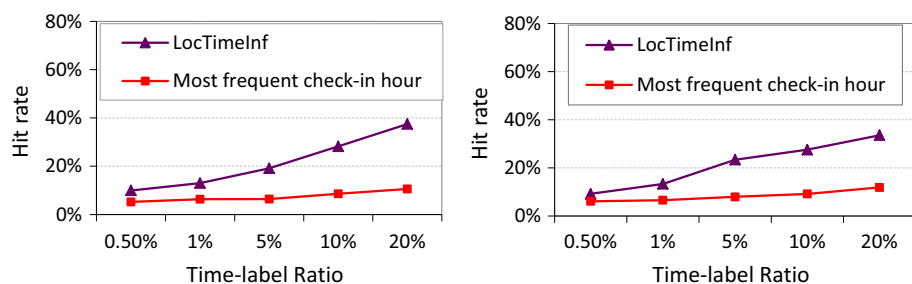 80%
60%
40%
20%
0%
Hit rate
LocTimeInf
Most frequent check-in hour
0.50% 1% 5% 10% 20%
Time-label Ratio
80%
60%
40%
20%
0%
Hit rate
LocTimeInf
Most frequent check-in hour
0.50% 1% 5% 10% 20%
Time-label Ratio